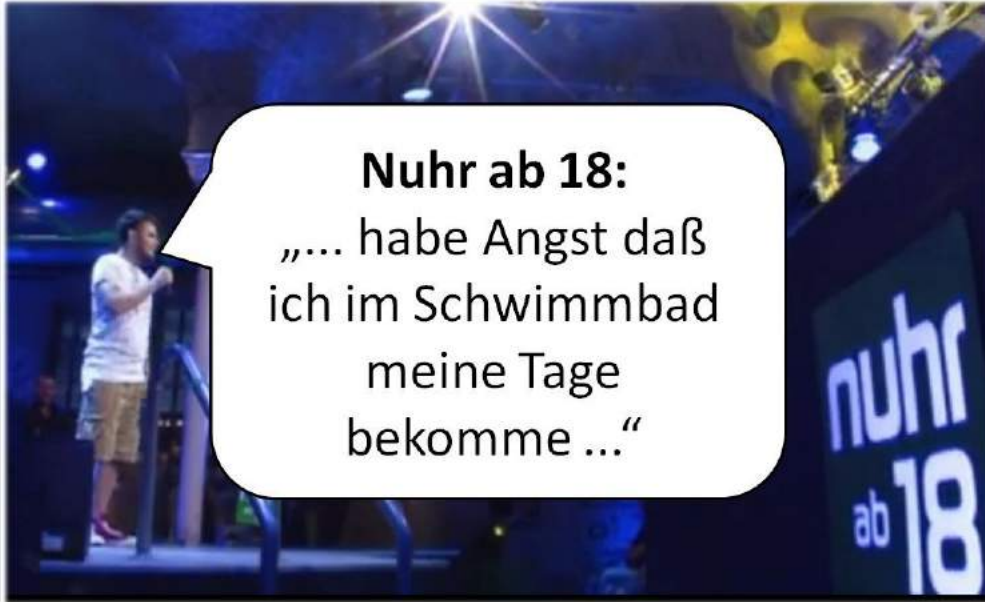 Nuhr ab 18:
„... habe Angst daß
ich im Schwimmbad
meine Tage
bekomme ...“
nuhr
ab 18